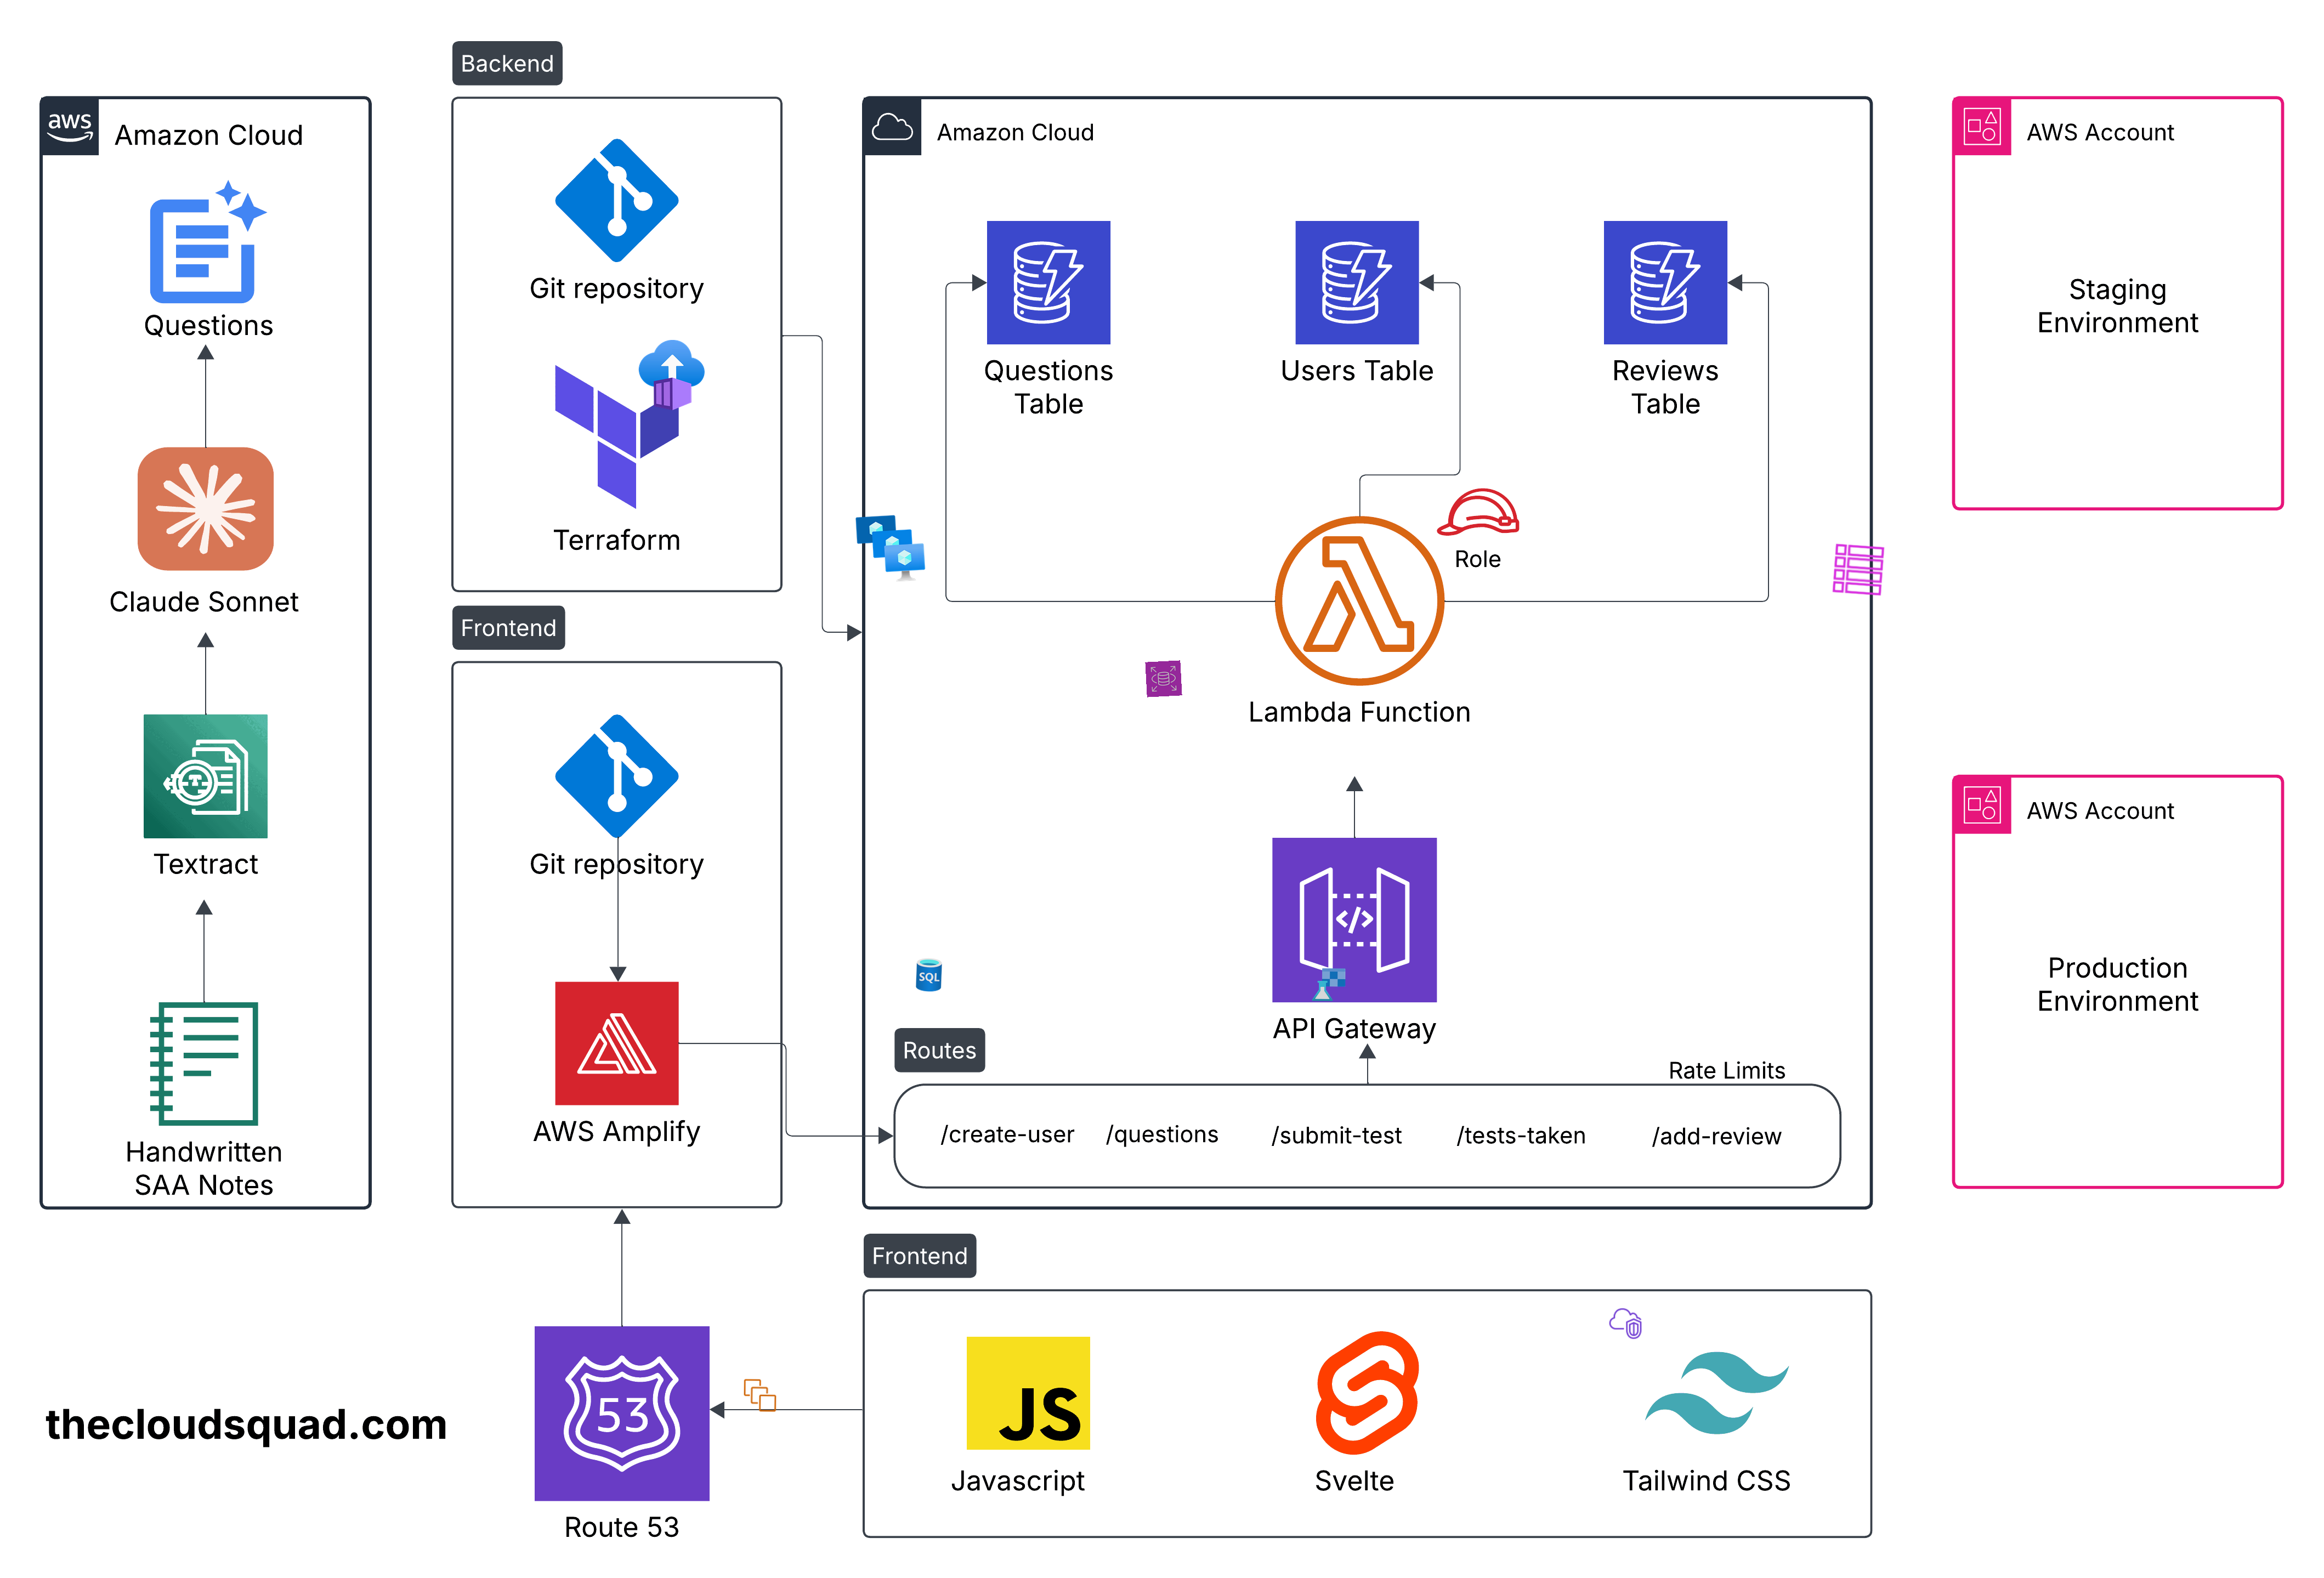 Backend
aws
Amazon Cloud
Questions
Claude Sonnet
Textract
Handwritten
SAA Notes
Git repository
Terraform
Frontend
Git repository
AWS Amplify
Amazon Cloud
Questions
Table
Users Table
Reviews
Table
Role
Lambda Function
SQL
API Gateway
Routes
Rate Limits
/create-user
/questions
/submit-test
/tests-taken
/add-review
AWS Account
Staging
Environment
AWS Account
Production
Environment
Frontend
JS
Javascript
Svelte
Tailwind CSS
53
Route 53
thecloudsquad.com